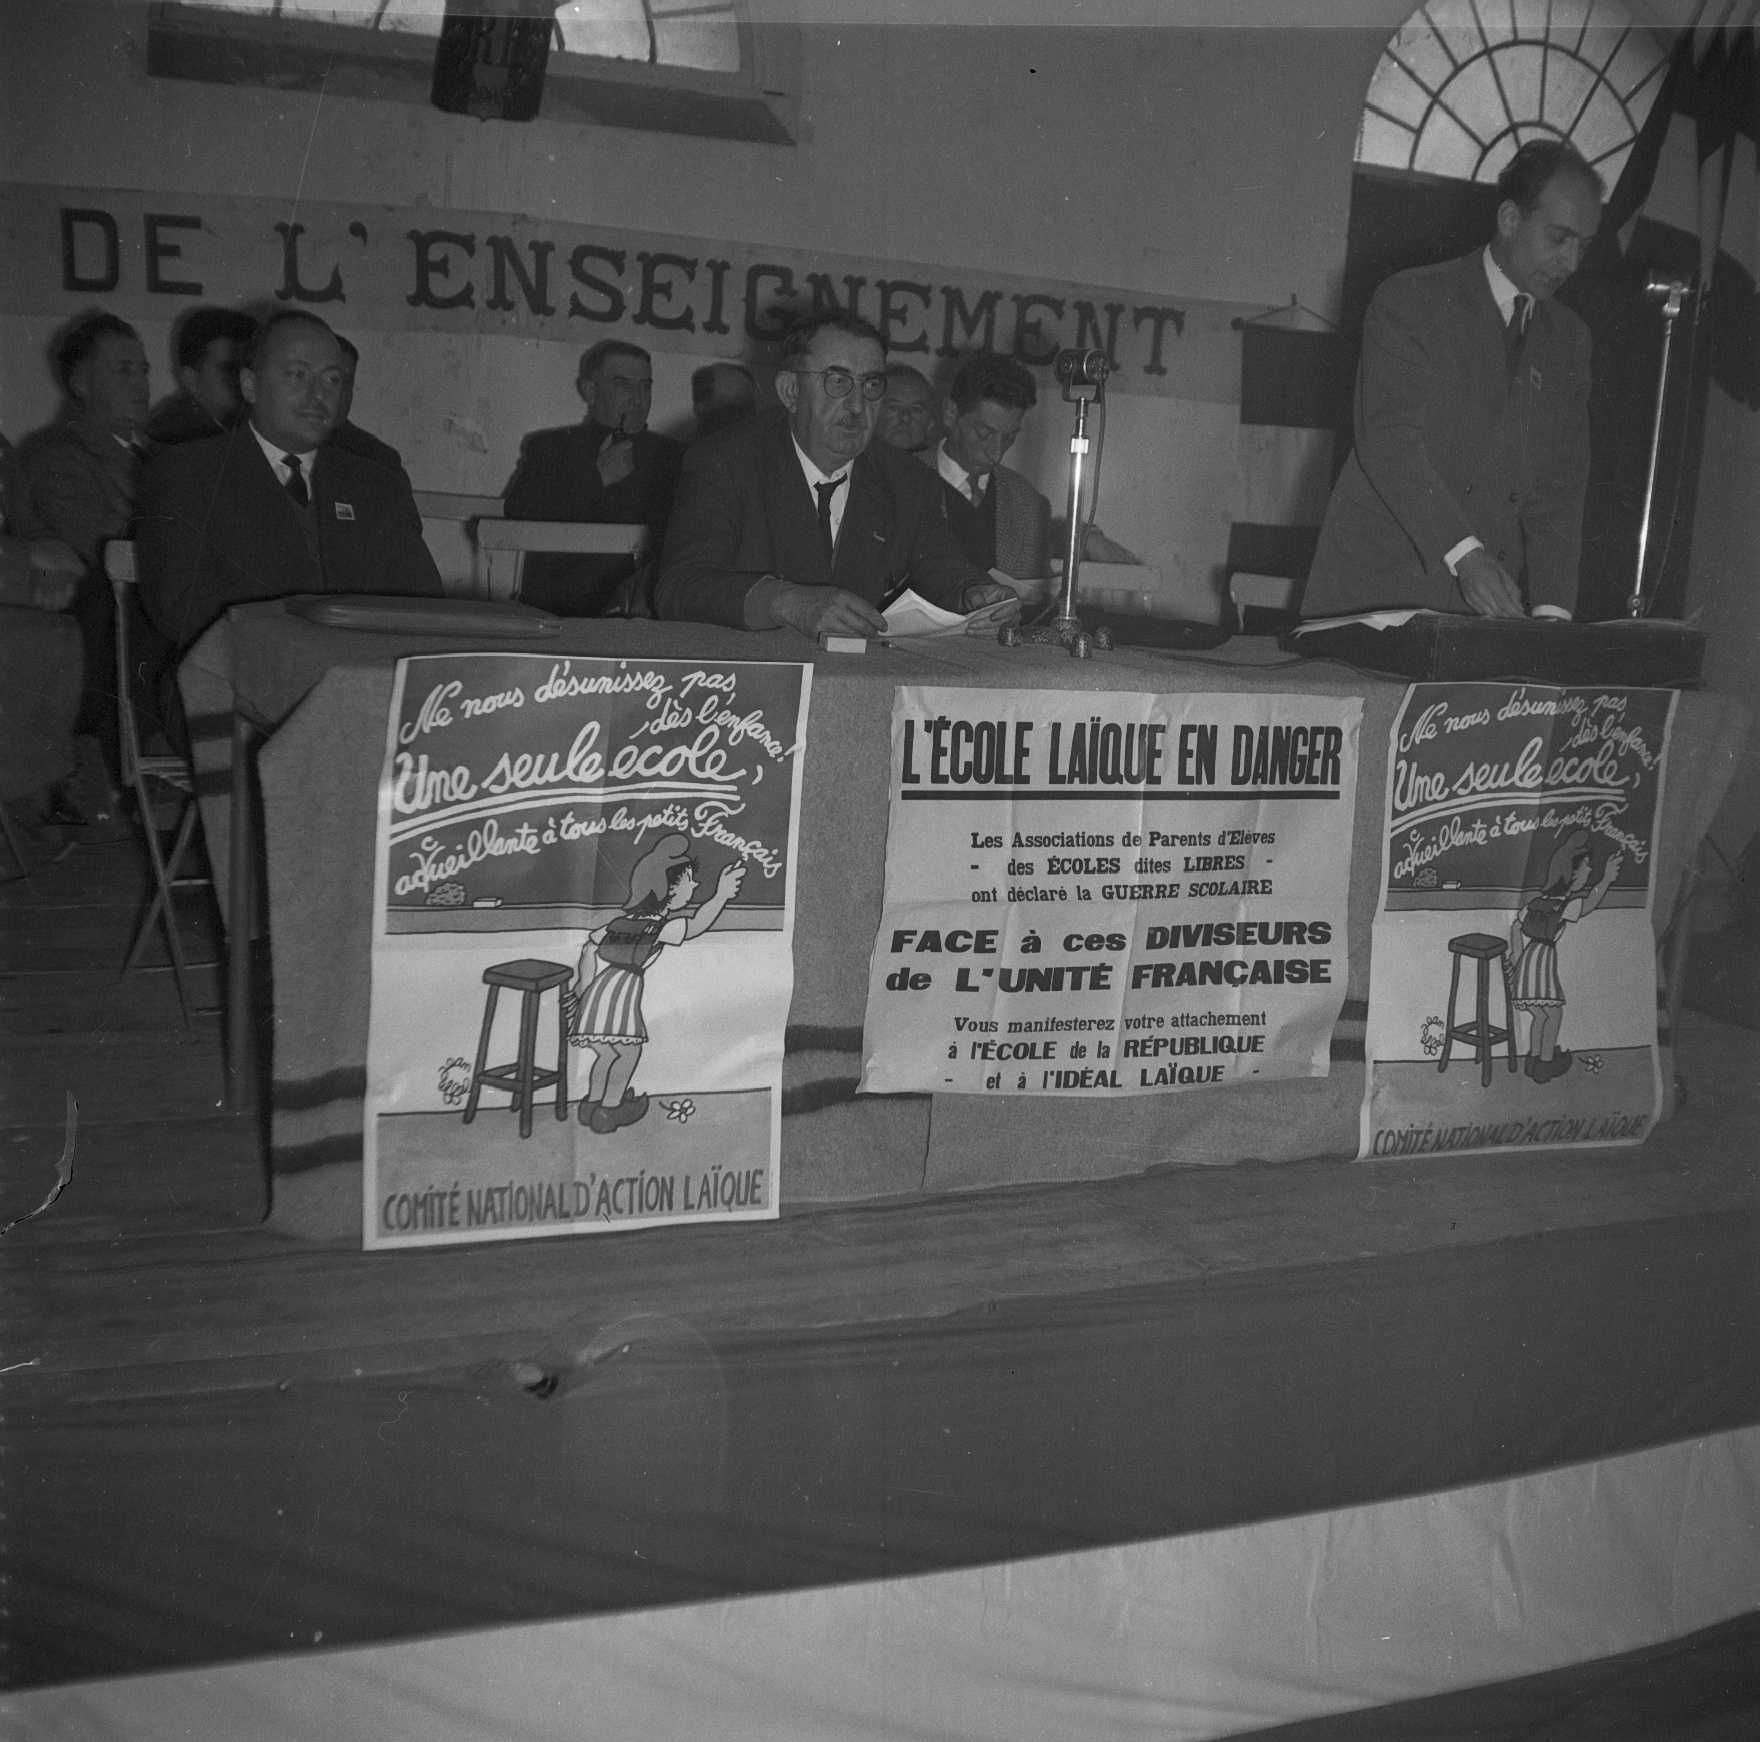 DE L'ENSEIGNEMENT
Ne nous désunissez pas
dès l'enfance!
Une seule école,
accueillante à tous les petits Français
Jean
COMITÉ NATIONAL D'ACTION LAÏQUE
L'ÉCOLE LAÏQUE EN DANGER
Les Associations de Parents d'Elèves
- des ÉCOLES dites LIBRES -
ont déclaré la GUERRE SCOLAIRE
FACE à ces DIVISEURS
de L'UNITÉ FRANÇAISE
Vous manifesterez votre attachement
à l'ÉCOLE de la RÉPUBLIQUE
- et à l'IDÉAL LAÏQUE -
Ne nous désunissez pas
dès l'enfance!
Une seule école,
accueillante à tous les petits Français
Jean
COMITÉ NATIONAL D'ACTION LAÏQUE